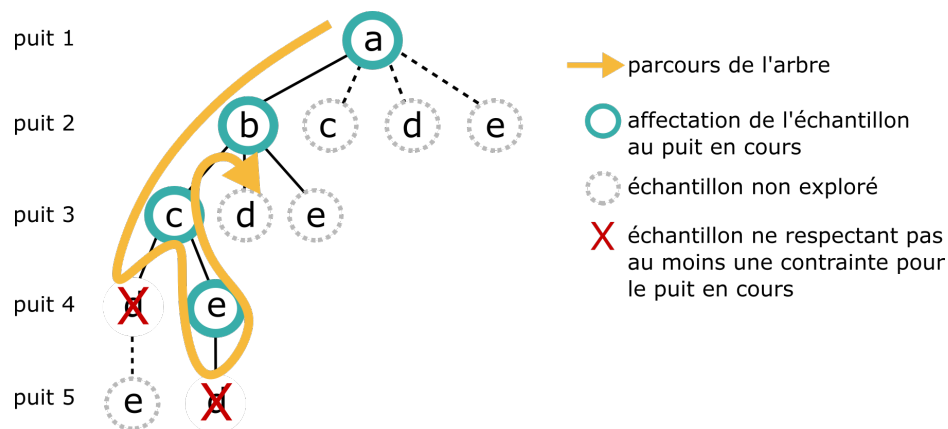 puit 1
a
parcours de l'arbre
puit 2
b
c
d
e
affectation de l'échantillon
au puit en cours
échantillon non exploré
puit 3
c
d
e
échantillon ne respectant pas
au moins une contrainte pour
le puit en cours
puit 4
d
e
puit 5
e
d